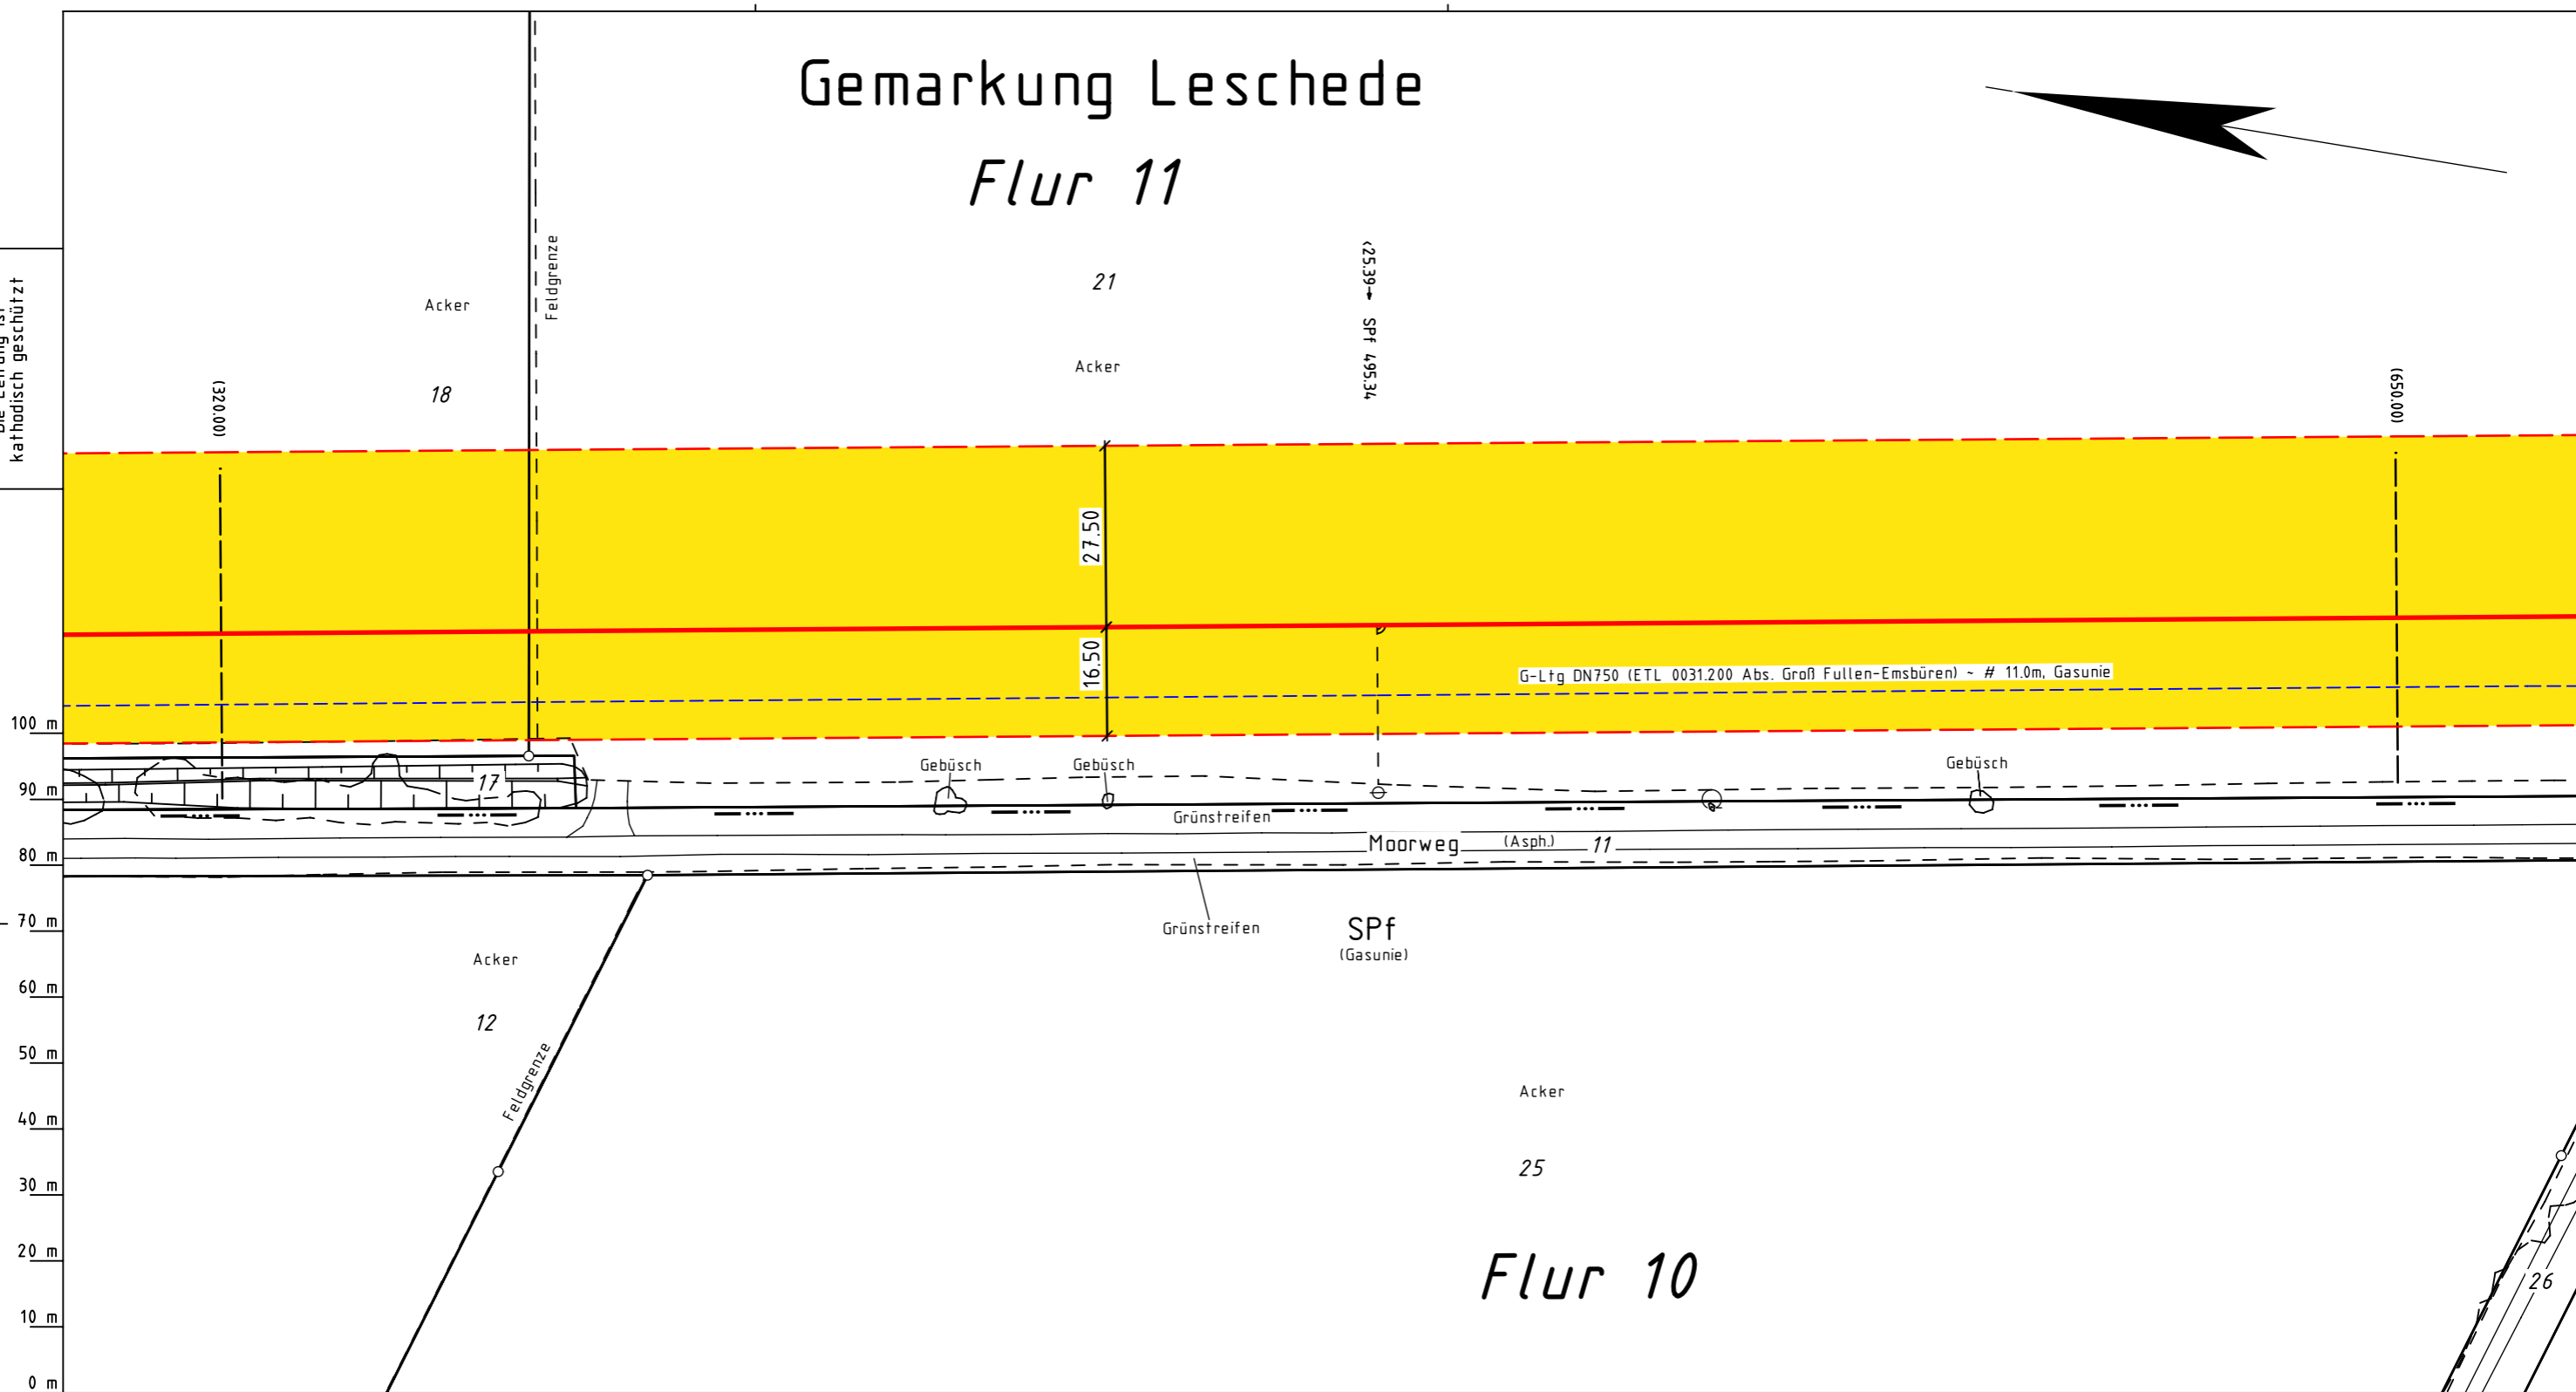 Gemarkung Leschede
Flur 11
kathodisch geschützt
Feldgrenze
21
<25.39→ SPf 495.34
Acker
18
Acker
(320.00)
(650.00)
27.50
16.50
G-Ltg DN750 (ETL 0031.200 Abs. Groß Fullen-Emsbüren) ~ # 11.0m, Gasunie
100 m
90 m
80 m
70 m
60 m
50 m
40 m
30 m
20 m
10 m
0 m
17
Gebüsch
Gebüsch
Gebüsch
Grünstreifen
Moorweg (Asph.) 11
Grünstreifen
SPf
(Gasunie)
Acker
12
Feldgrenze
Acker
25
Flur 10
26